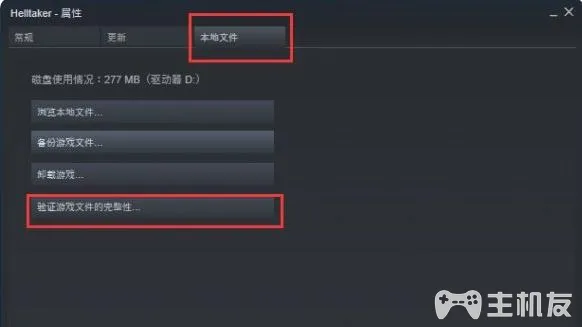 Helltaker - 属性
常规 更新 本地文件
磁盘使用情况：277 MB（驱动器 D:）
浏览本地文件...
备份游戏文件...
卸载游戏...
验证游戏文件的完整性...
主机友